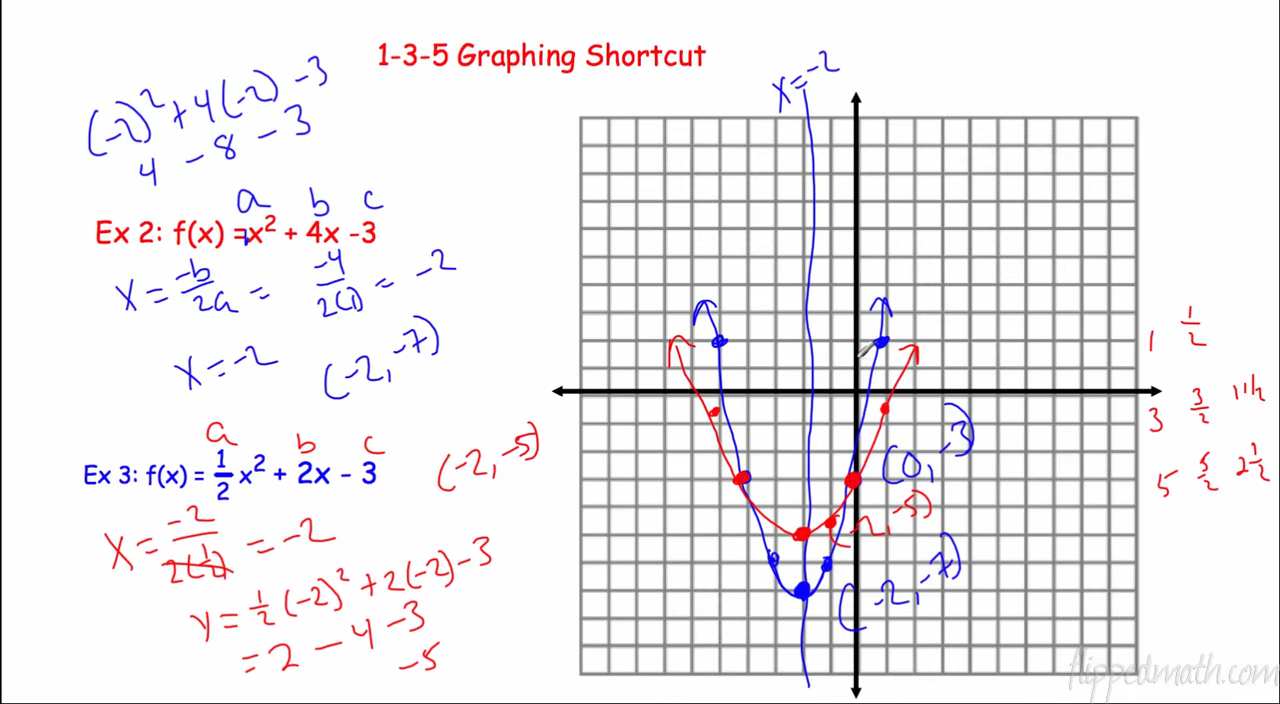 1-3-5 Graphing Shortcut
(-2)² + 4(-2) - 3
4 - 8 - 3
a b c
Ex 2: f(x) = x² + 4x - 3
x = -b/2a = -4/2(1) = -2
x = -2 (-2, -7)
a b c
Ex 3: f(x) = 1/2 x² + 2x - 3 (-2, -5)
x = -2/2(1/2) = -2
y = 1/2 (-2)² + 2(-2) - 3
= 2 - 4 - 3
-5
x = -2
(0, -3)
(-2, -5)
(-2, -7)
1 1/2
3 3/2 1 1/2
5 5/2 2 1/2
flippedmath.com